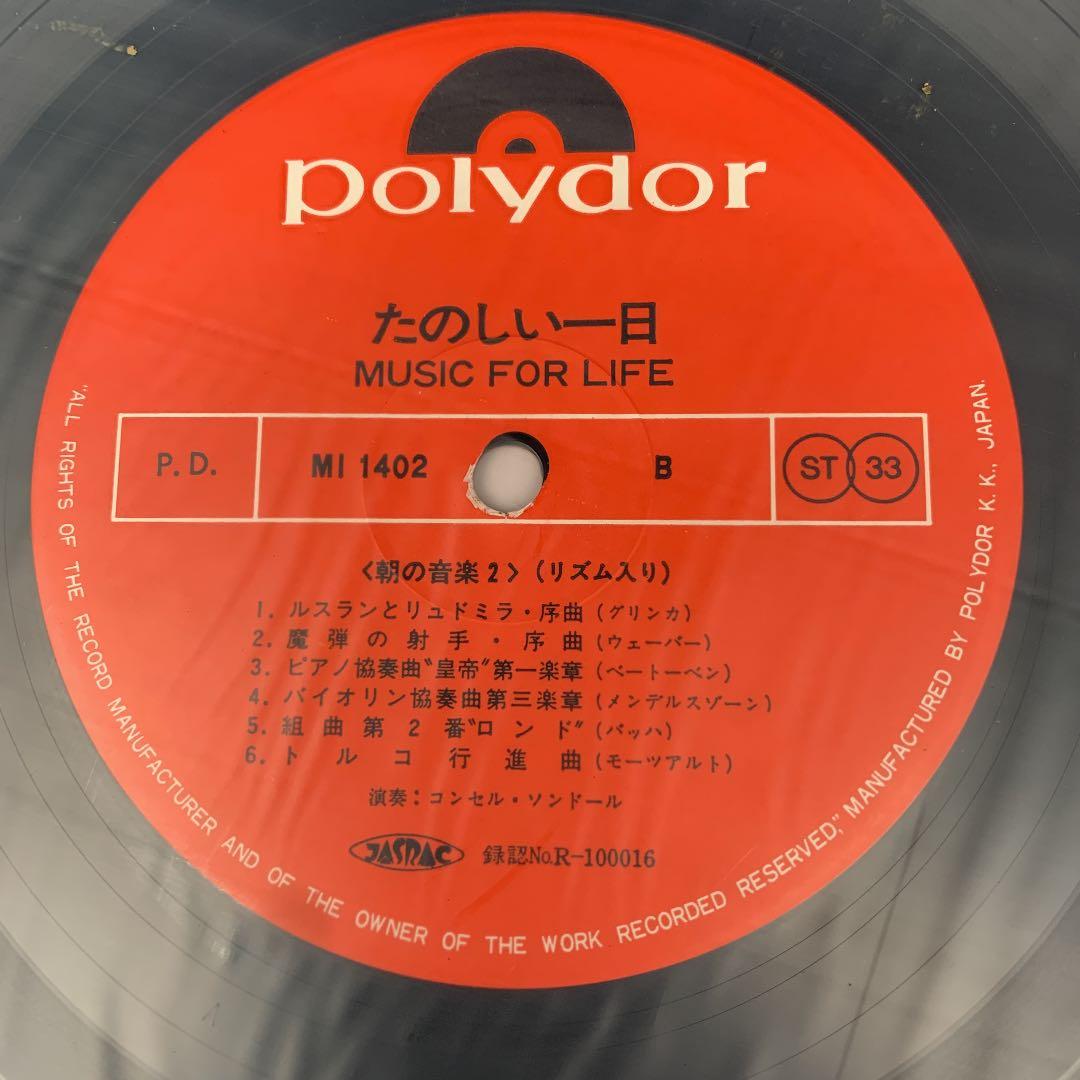 polydor
たのしい一日
MUSIC FOR LIFE
P.D. MI 1402 B ST 33
〈朝の音楽2〉(リズム入り)
1. ルスランとリュドミラ・序曲(グリンカ)
2. 魔弾の射手・序曲(ウェーバー)
3. ピアノ協奏曲"皇帝"第一楽章(ベートーベン)
4. バイオリン協奏曲第三楽章(メンデルスゾーン)
5. 組曲第2番"ロンド"(バッハ)
6. トルコ行進曲(モーツアルト)
演奏:コンセル・ソンドール
JASRAC 録認No.R-100016
"ALL RIGHTS OF THE RECORD MANUFACTURER AND OF THE OWNER OF THE WORK RECORDED RESERVED," MANUFACTURED BY POLYDOR K. K., JAPAN.